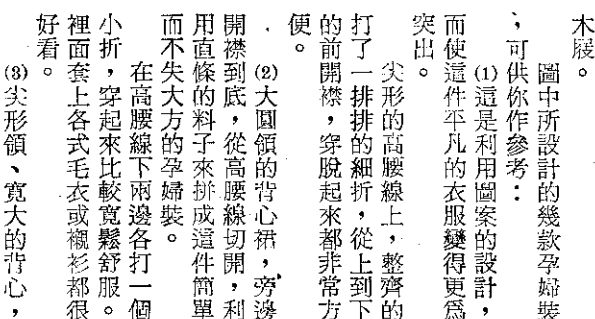 木屐。
圖中所設計的幾款孕婦裝
，可供你作參考：
⑴這是利用圖案的設計，
而使這件平凡的衣服變得更爲
突出。
尖形的高腰線上，整齊的
打了一排排的細折，從上到下
的前開襟，穿脫起來都非常方
便。
⑵大圓領的背心裙，旁邊
開襟到底，從高腰線切開，利
用直條的料子來拼成這件簡單
而不失大方的孕婦裝。
在高腰線下兩邊各打一個
小折，穿起來比較寬鬆舒服。
裡面套上各式毛衣或襯衫都很
好看。
⑶尖形領、寬大的背心，